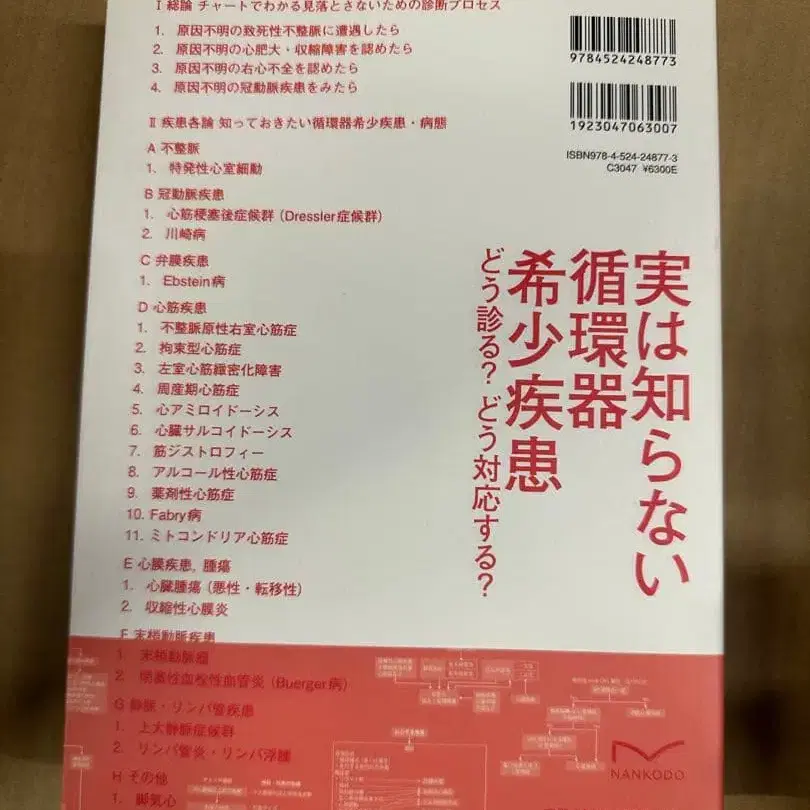 I 総論 チャートでわかる見落とさないための診断プロセス
1. 原因不明の致死性不整脈に遭遇したら
2. 原因不明の心肥大・収縮障害を認めたら
3. 原因不明の右心不全を認めたら
4. 原因不明の冠動脈疾患をみたら
II 疾患各論 知っておきたい循環器希少疾患・病態
A 不整脈
1. 特発性心室細動
B 冠動脈疾患
1. 心筋梗塞後症候群（Dressler症候群）
2. 川崎病
C 弁膜疾患
1. Ebstein病
D 心筋疾患
1. 不整脈原性右室心筋症
2. 拘束型心筋症
3. 左室心筋緻密化障害
4. 周産期心筋症
5. 心アミロイドーシス
6. 心臓サルコイドーシス
7. 筋ジストロフィー
8. アルコール性心筋症
9. 薬剤性心筋症
10. Fabry病
11. ミトコンドリア心筋症
E 心膜疾患, 腫瘍
1. 心臓腫瘍（悪性・転移性）
2. 収縮性心膜炎
F 末梢動脈疾患
1. 末梢動脈瘤
2. 閉塞性血栓性血管炎（Buerger病）
G 静脈・リンパ管疾患
1. 上大静脈症候群
2. リンパ管炎・リンパ浮腫
H その他
1. 脚気心
9784524248773
1923047063007
ISBN978-4-524-24877-3
C3047 ¥6300E
実は知らない
循環器
希少疾患
どう診る？どう対応する？
NANKODO